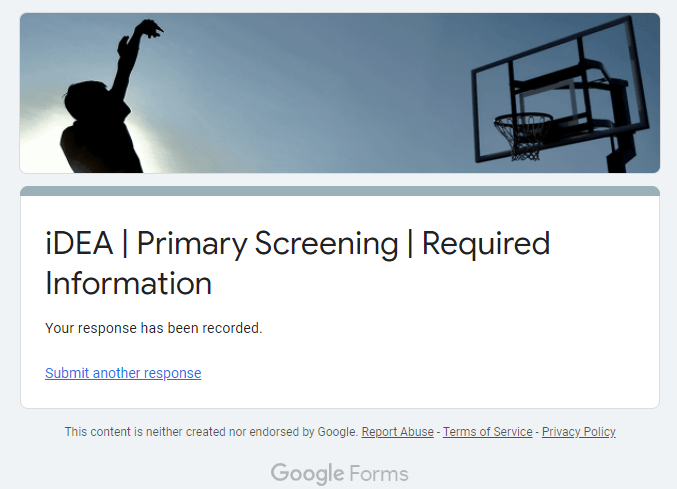 iDEA | Primary Screening | Required
Information
Your response has been recorded.
Submit another response
This content is neither created nor endorsed by Google. Report Abuse - Terms of Service - Privacy Policy
Google Forms